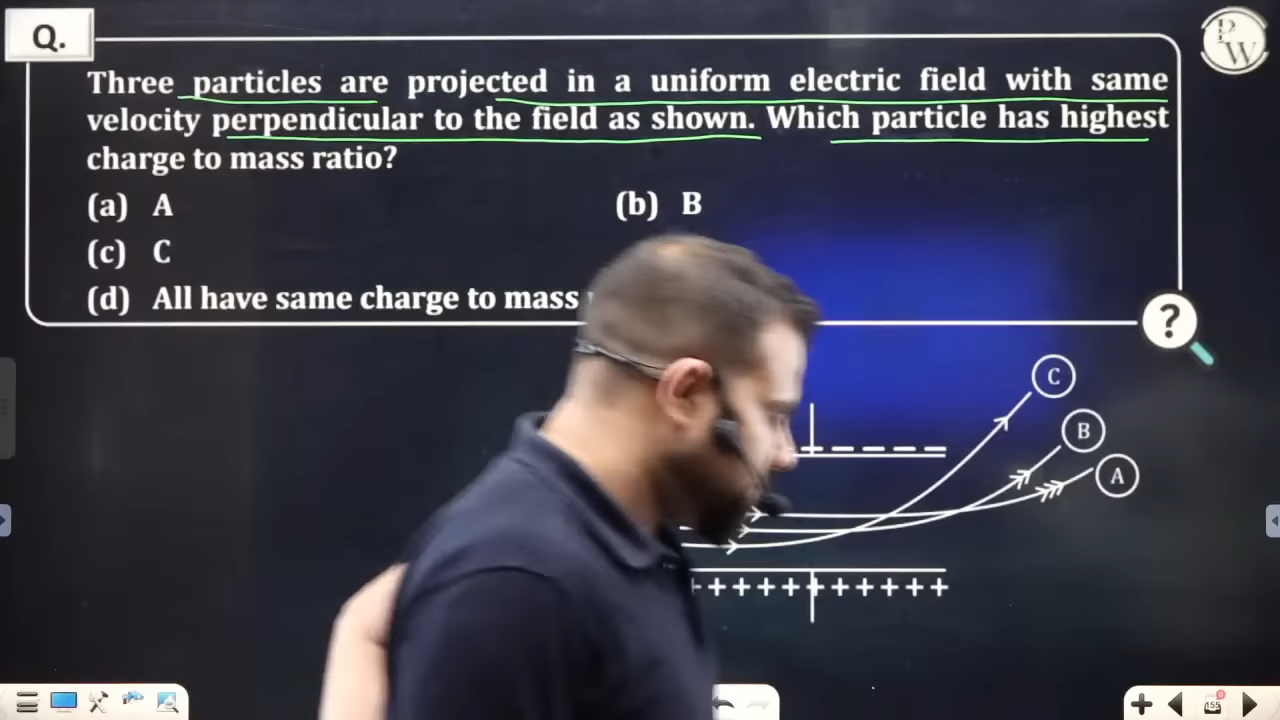 Q.
P
W
Three particles are projected in a uniform electric field with same
velocity perpendicular to the field as shown. Which particle has highest
charge to mass ratio?
(a) A
(b) B
(c) C
(d) All have same charge to mass
?
C
B
A
+ + + + + + + + + +
155